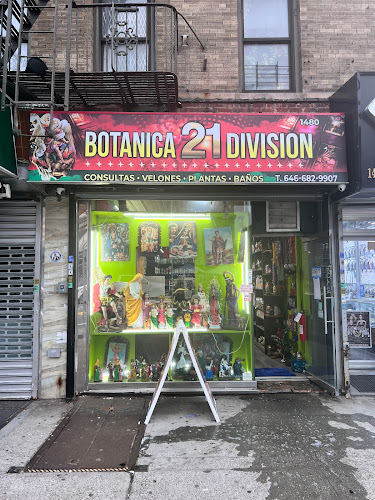 1480
BOTANICA 21 DIVISION
CONSULTAS • VELONES • PLANTAS • BAÑOS T. 646-682-9907